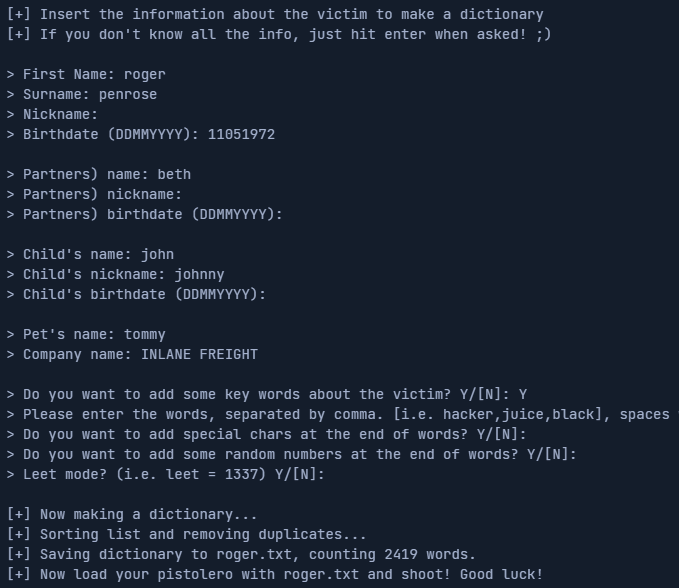 [+] Insert the information about the victim to make a dictionary
[+] If you don't know all the info, just hit enter when asked! ;)
> First Name: roger
> Surname: penrose
> Nickname:
> Birthdate (DDMMYYYY): 11051972
> Partners) name: beth
> Partners) nickname:
> Partners) birthdate (DDMMYYYY):
> Child's name: john
> Child's nickname: johnny
> Child's birthdate (DDMMYYYY):
> Pet's name: tommy
> Company name: INLANE FREIGHT
> Do you want to add some key words about the victim? Y/[N]: Y
> Please enter the words, separated by comma. [i.e. hacker,juice,black], spaces
> Do you want to add special chars at the end of words? Y/[N]:
> Do you want to add some random numbers at the end of words? Y/[N]:
> Leet mode? (i.e. leet = 1337) Y/[N]:
[+] Now making a dictionary...
[+] Sorting list and removing duplicates...
[+] Saving dictionary to roger.txt, counting 2419 words.
[+] Now load your pistolero with roger.txt and shoot! Good luck!